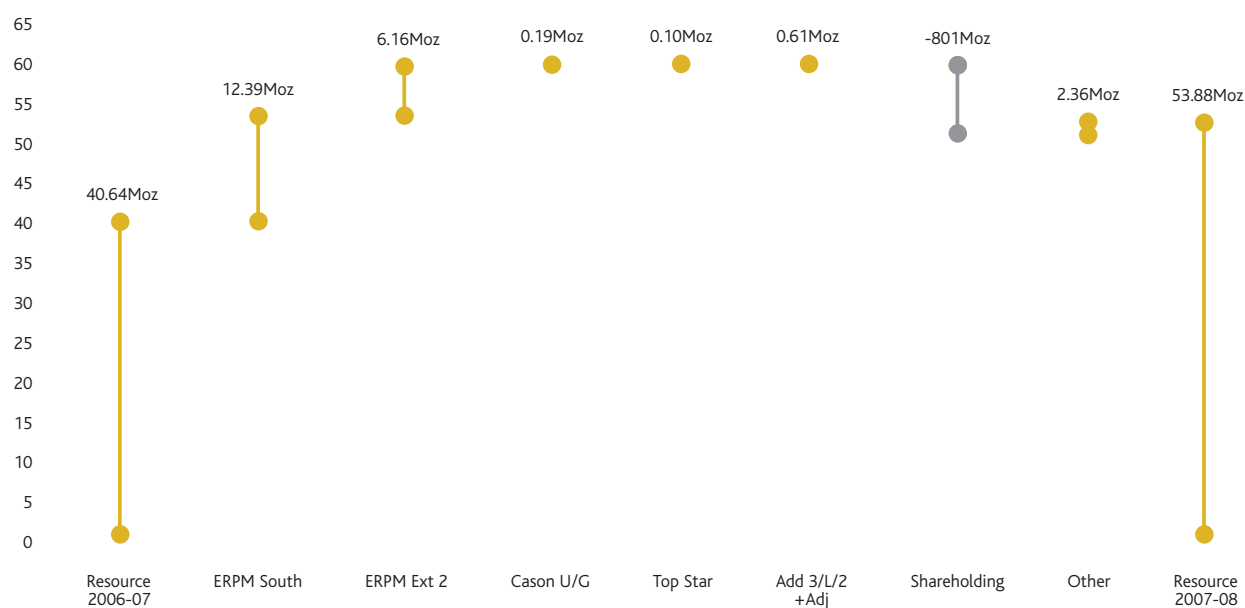 65
60
55
50
45
40
35
30
25
20
15
10
5
0
40.64Moz
12.39Moz
6.16Moz
0.19Moz
0.10Moz
0.61Moz
-801Moz
2.36Moz
53.88Moz
Resource
2006-07
ERPM South
ERPM Ext 2
Cason U/G
Top Star
Add 3/L/2
+Adj
Shareholding
Other
Resource
2007-08